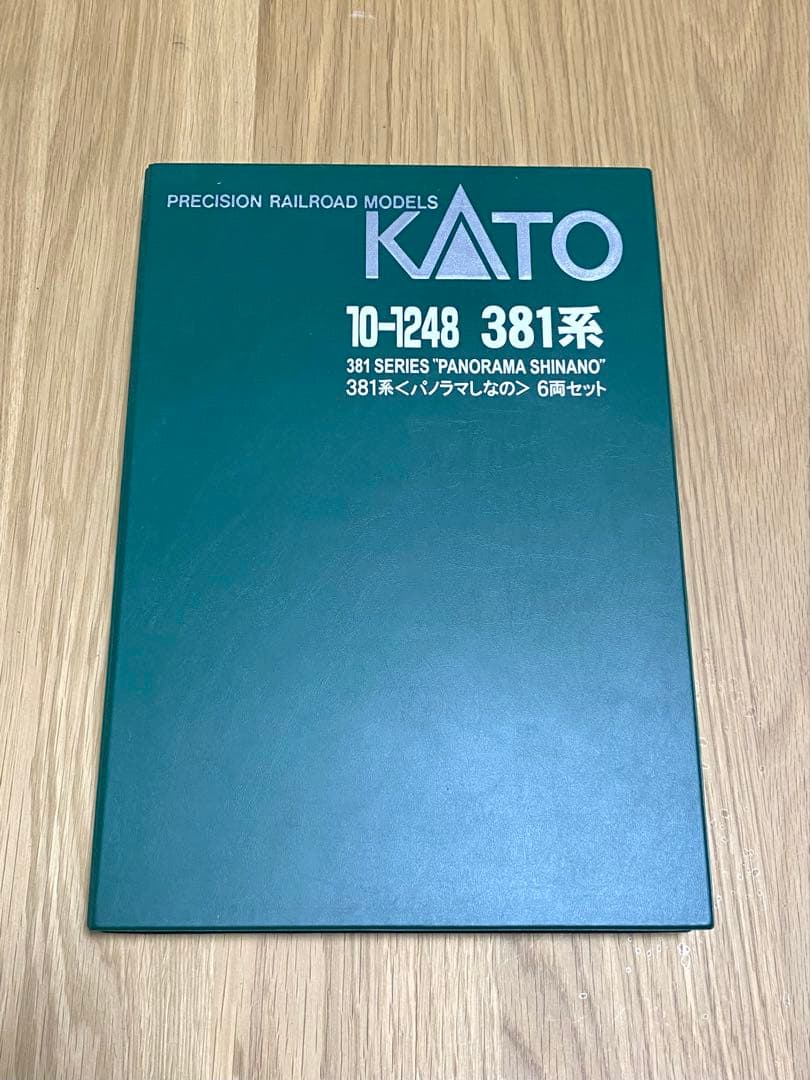 PRECISION RAILROAD MODELS
KATO
10-1248 381系
381 SERIES "PANORAMA SHINANO"
381系<パノラマしなの> 6両セット